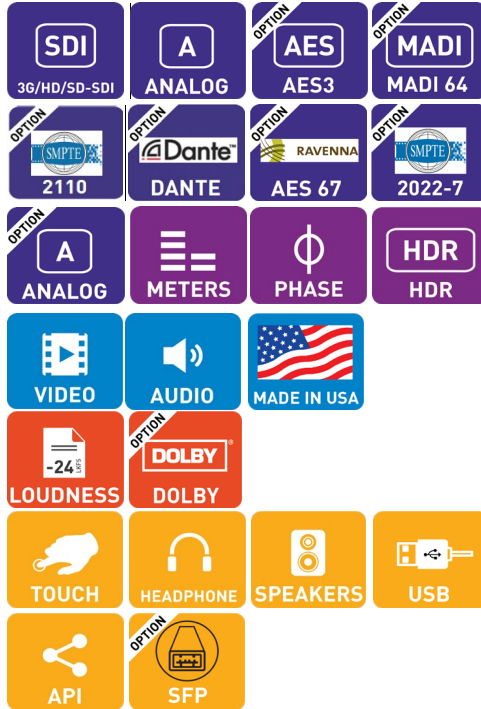 SDI
3G/HD/SD-SDI
A
ANALOG
OPTION
AES
AES3
OPTION
MADI
MADI 64
OPTION
SMPTE
2110
OPTION
Dante™
DANTE
OPTION
RAVENNA
AES 67
OPTION
SMPTE
2022-7
OPTION
A
ANALOG
METERS
PHASE
HDR
HDR
VIDEO
AUDIO
MADE IN USA
-24 LKFS
LOUDNESS
OPTION
DOLBY®
DOLBY
TOUCH
HEADPHONE
SPEAKERS
USB
API
OPTION
SFP